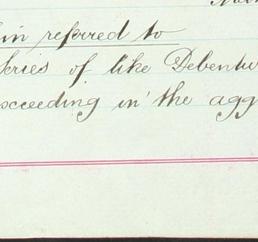 in referred to
Series of like Debentu
exceeding in the agg